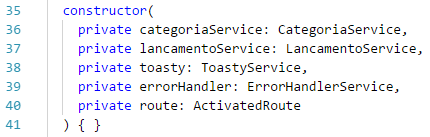 35 constructor(
36 private categoriaService: CategoriaService,
37 private lancamentoService: LancamentoService,
38 private toasty: ToastyService,
39 private errorHandler: ErrorHandlerService,
40 private route: ActivatedRoute
41 ) { }